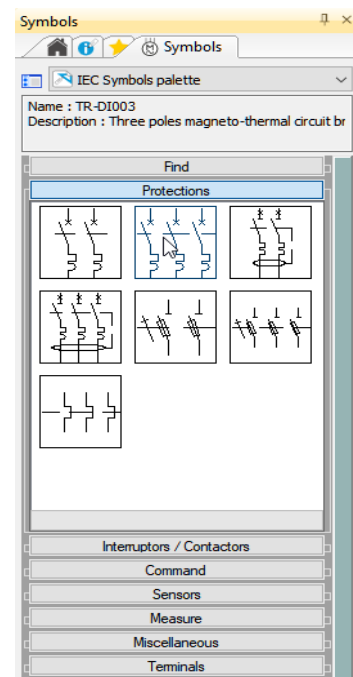 Symbols
Symbols
IEC Symbols palette
Name : TR-DI003
Description : Three poles magneto-thermal circuit br
Find
Protections
Interruptors / Contactors
Command
Sensors
Measure
Miscellaneous
Terminals